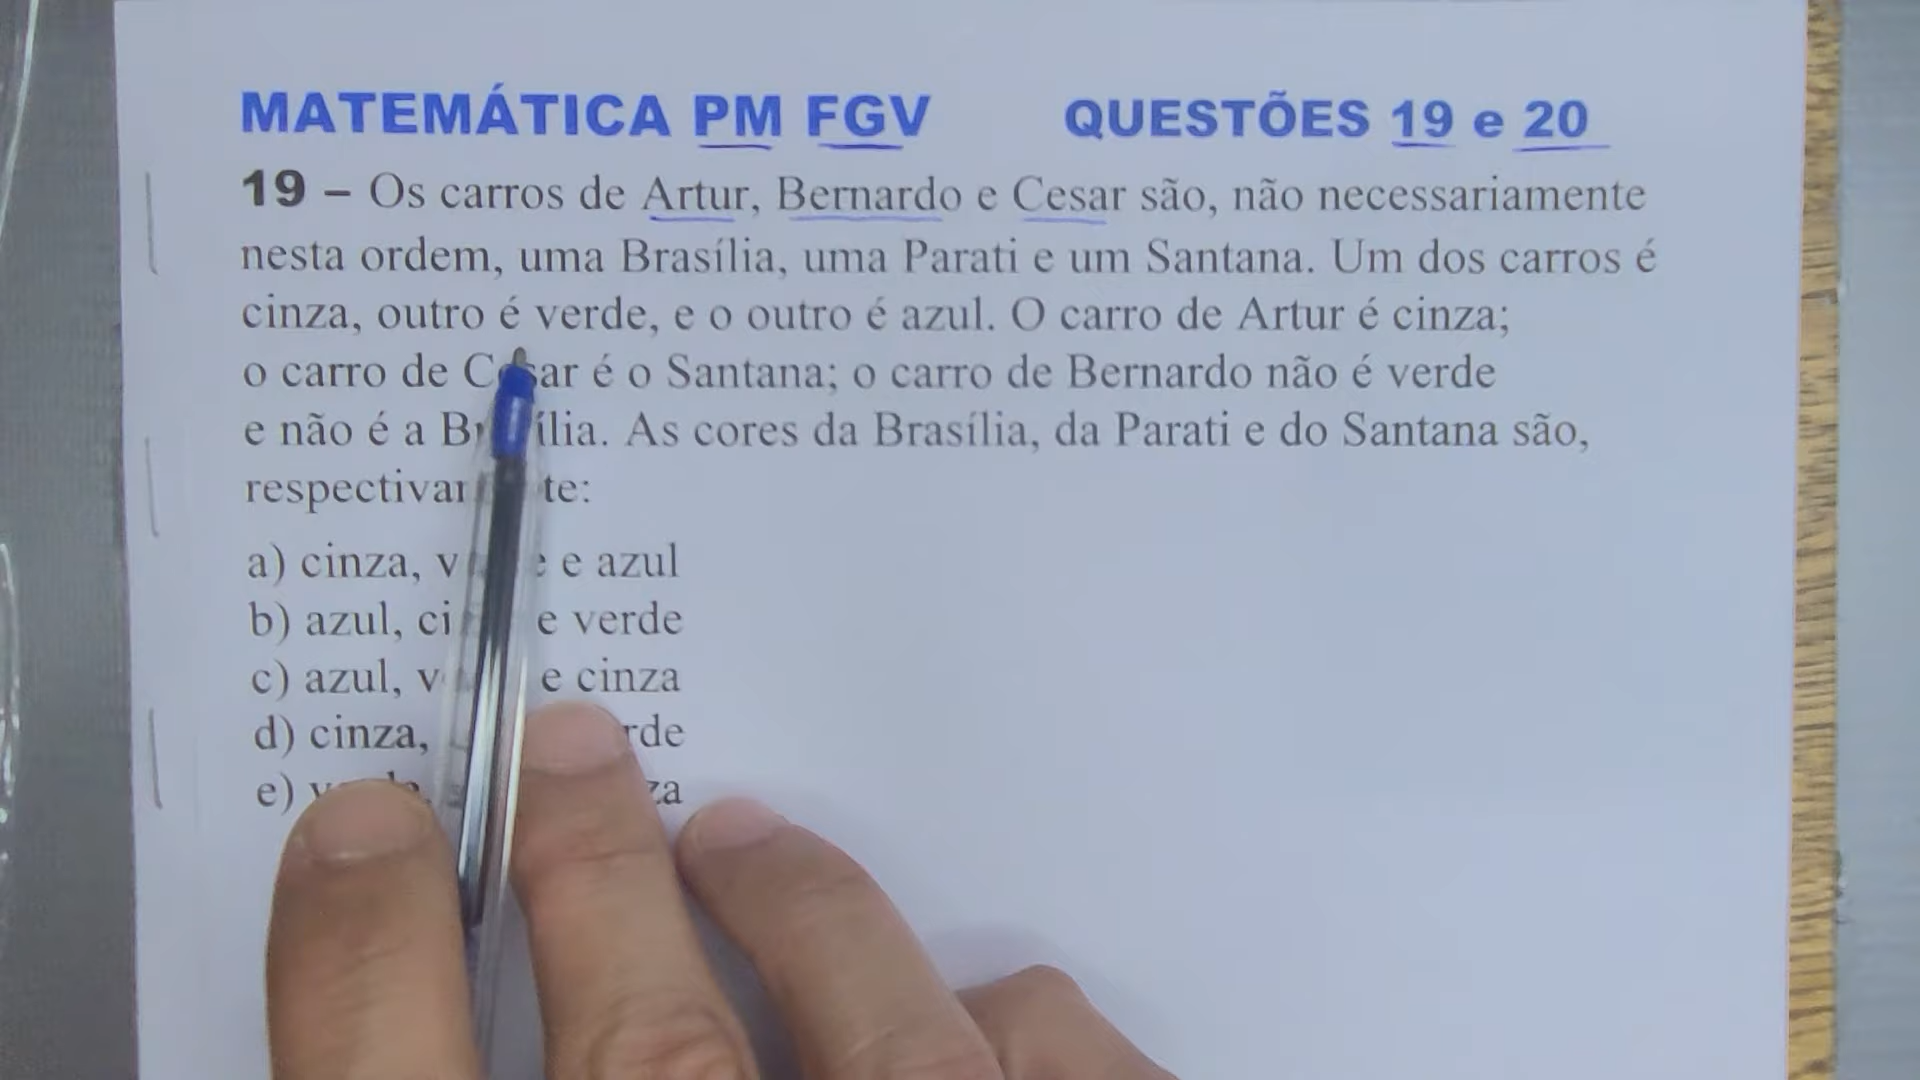 MATEMÁTICA PM FGV QUESTÕES 19 e 20
19 – Os carros de Artur, Bernardo e Cesar são, não necessariamente
nesta ordem, uma Brasília, uma Parati e um Santana. Um dos carros é
cinza, outro é verde, e o outro é azul. O carro de Artur é cinza;
o carro de Cesar é o Santana; o carro de Bernardo não é verde
e não é a Brasília. As cores da Brasília, da Parati e do Santana são,
respectivamente:
a) cinza, e azul
b) azul, e verde
c) azul, e cinza
d) cinza,
e)